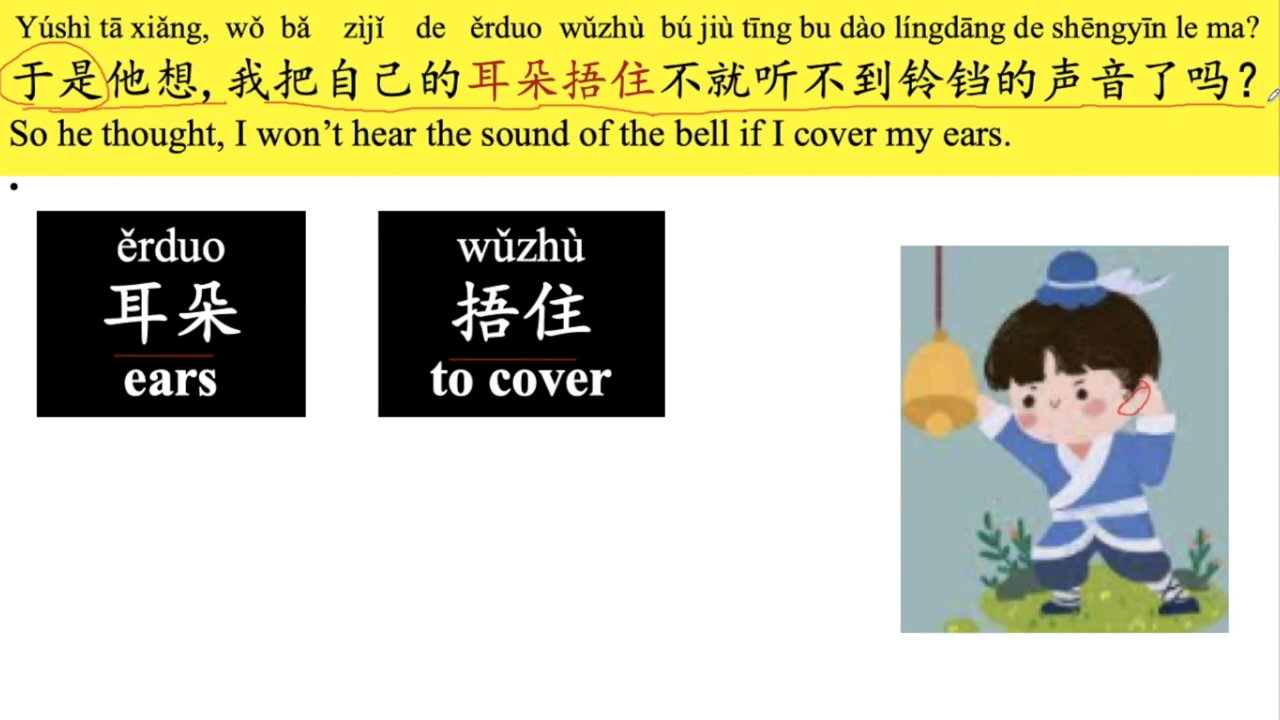 Yúshì tā xiǎng, wǒ bǎ zìjǐ de ěrduo wǔzhù bú jiù tīng bu dào língdāng de shēngyīn le ma?
于是他想,我把自己的耳朵捂住不就听不到铃铛的声音了吗?
So he thought, I won't hear the sound of the bell if I cover my ears.
ěrduo
耳朵
ears
wǔzhù
捂住
to cover